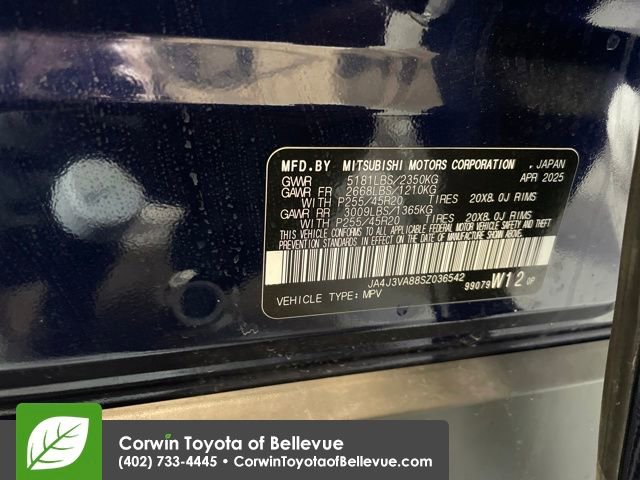 MFD.BY MITSUBISHI MOTORS CORPORATION , JAPAN
GVWR 5181LBS/2350KG APR 2025
GAWR FR 2668LBS/1210KG
WITH P255/45R20 TIRES 20X8.0J RIMS
GAWR RR 3009LBS/1365KG
WITH P255/45R20 TIRES 20X8.0J RIMS
THIS VEHICLE CONFORMS TO ALL APPLICABLE FEDERAL MOTOR VEHICLE SAFETY AND THEFT
PREVENTION STANDARDS IN EFFECT ON THE DATE OF MANUFACTURE SHOWN ABOVE.
JA4J3VA88SZ036542
VEHICLE TYPE: MPV 99079 W12 0P
Corwin Toyota of Bellevue
(402) 733-4445 • CorwinToyotaofBellevue.com